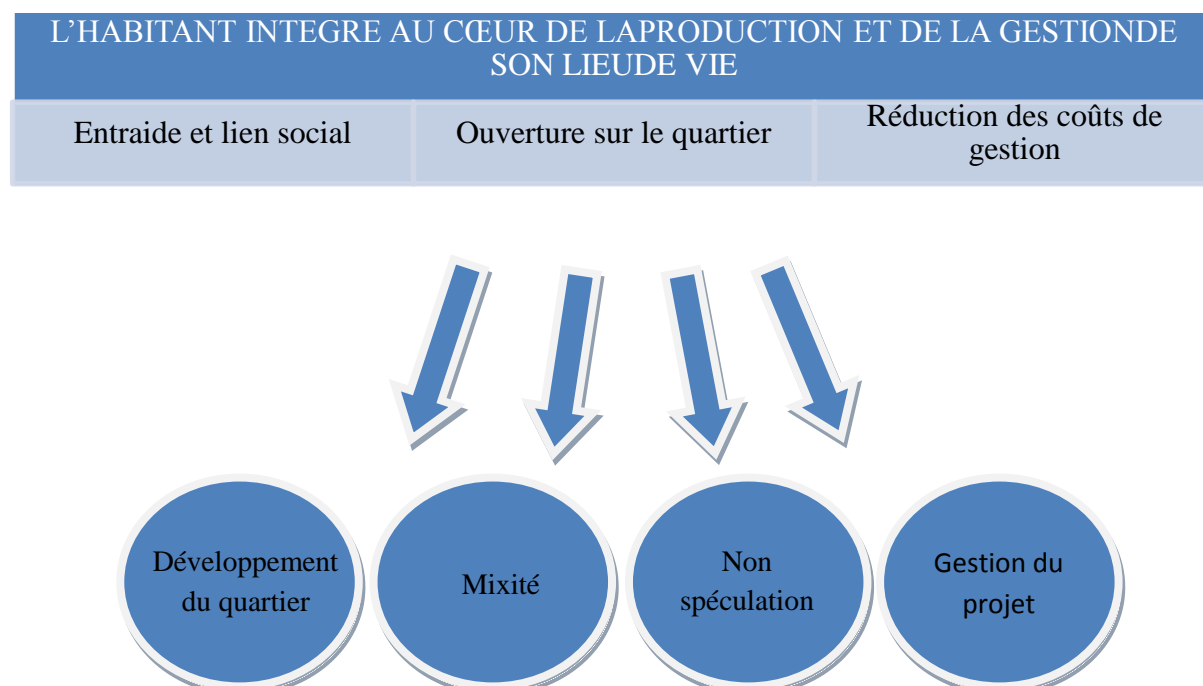 L’HABITANT INTEGRE AU CŒUR DE LAPRODUCTION ET DE LA GESTIONDE
SON LIEUDE VIE
Entraide et lien social
Ouverture sur le quartier
Réduction des coûts de
gestion
Développement
du quartier
Mixité
Non
spéculation
Gestion du
projet